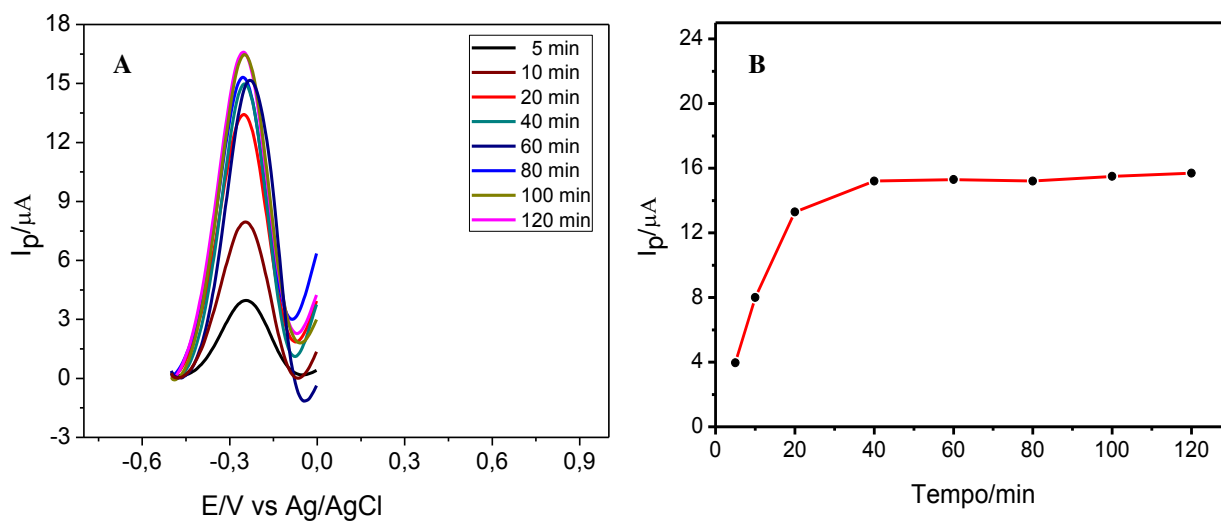 A
18
15
12
9
6
3
0
-3
I p/μA
-0,6
-0,3
0,0
0,3
0,6
0,9
E/V vs Ag/AgCl
5 min
10 min
20 min
40 min
60 min
80 min
100 min
120 min
B
24
20
16
12
8
4
0
I p/μA
0
20
40
60
80
100
120
Tempo/min